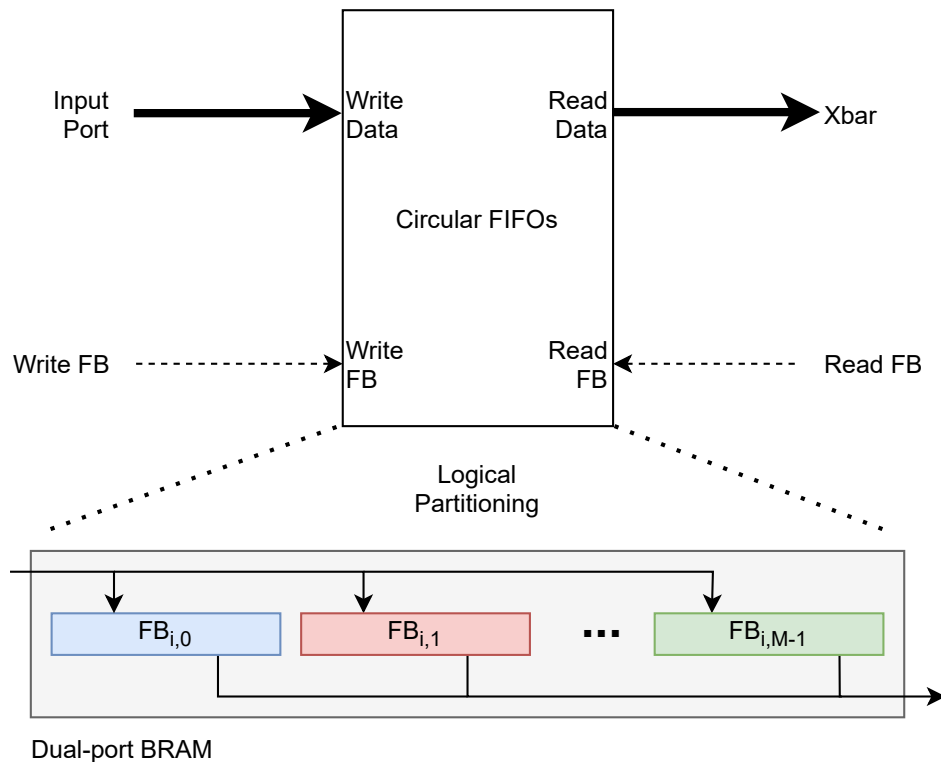 Input
Port
Write
Data
Read
Data
Xbar
Circular FIFOs
Write FB
Write
FB
Read
FB
Read FB
Logical
Partitioning
FBi,0
FBi,1
...
FBi,M-1
Dual-port BRAM